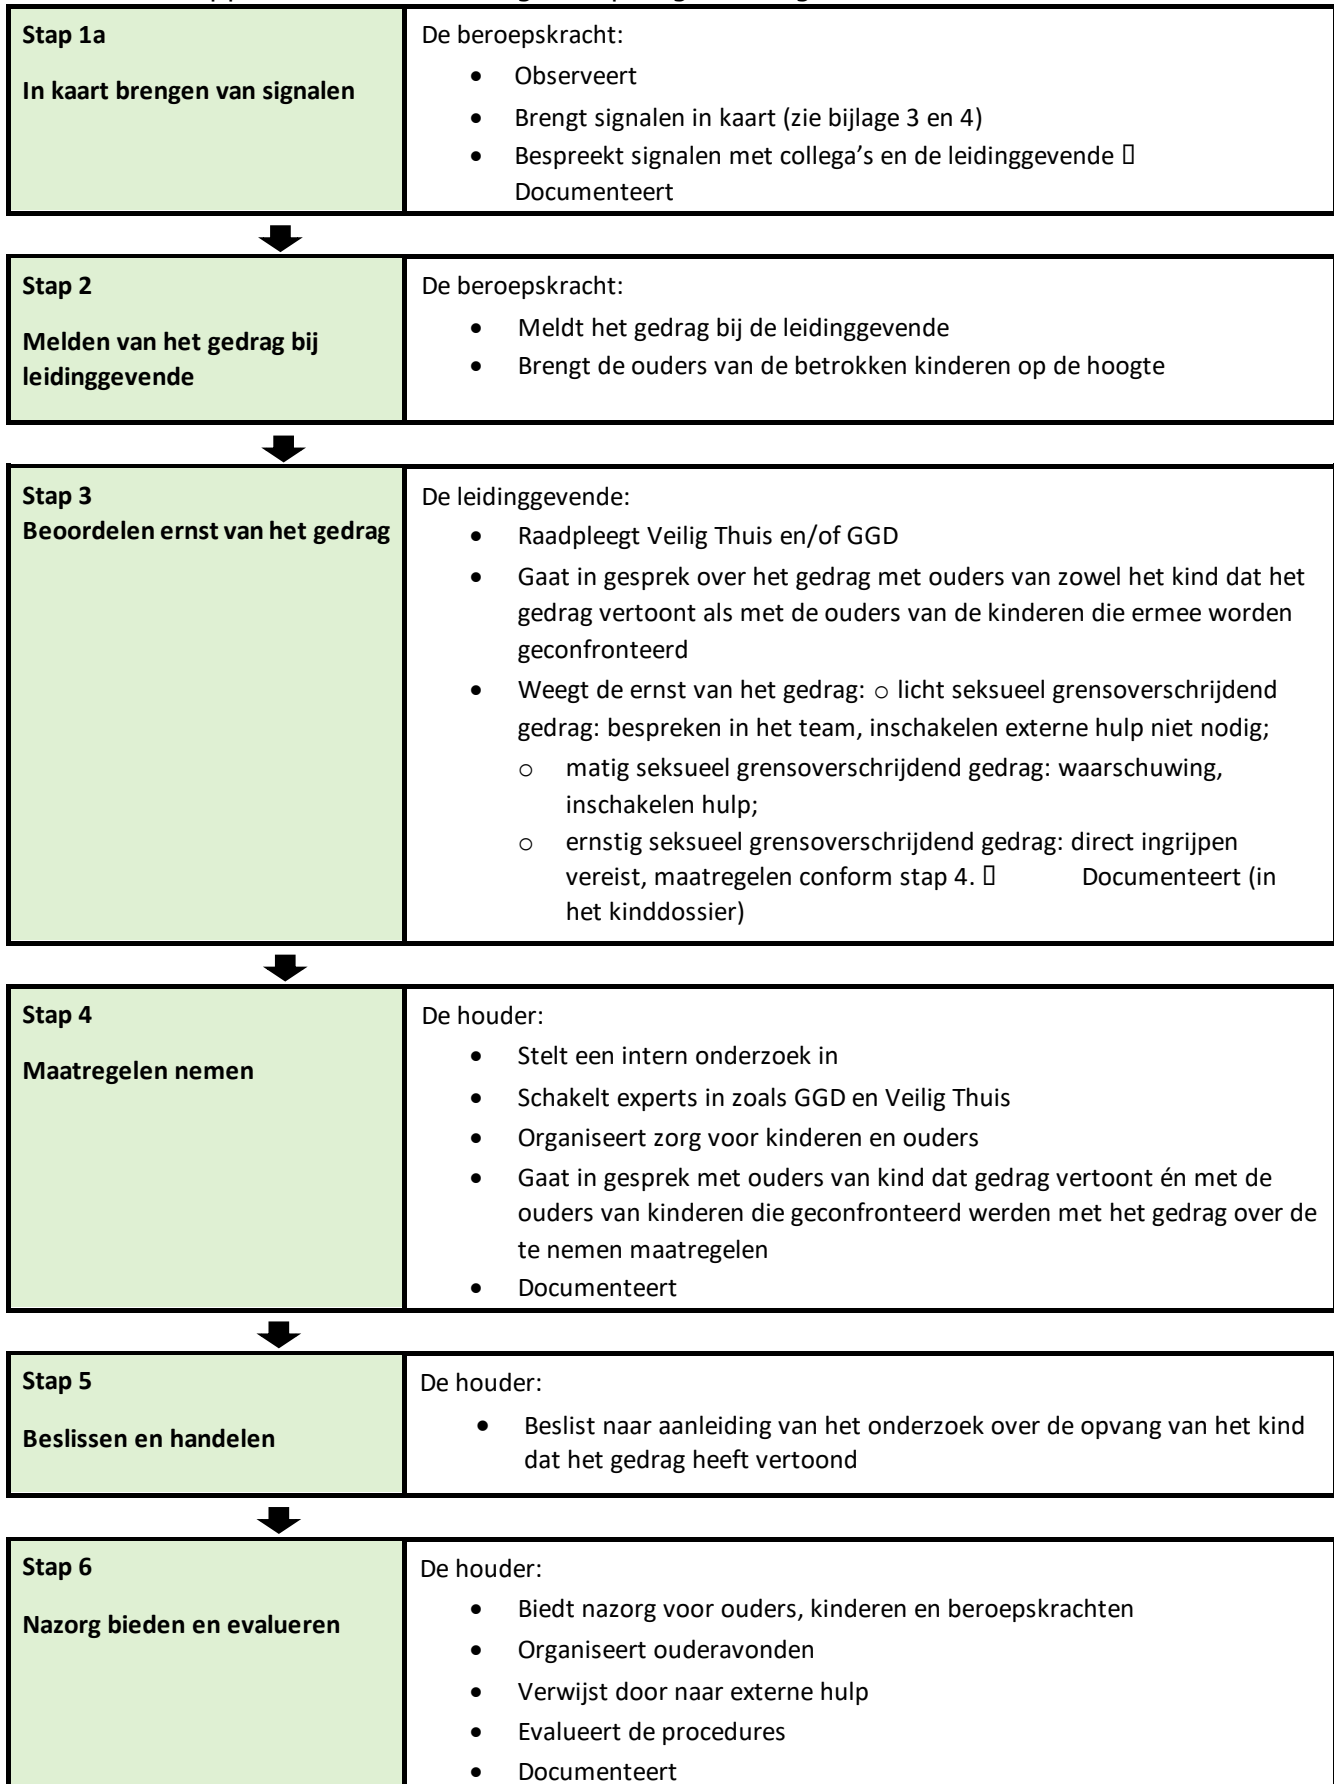 Stap 1a
In kaart brengen van signalen
De beroepskracht:
• Observeert
• Brengt signalen in kaart (zie bijlage 3 en 4)
• Bespreekt signalen met collega's en de leidinggevende ▯
Documenteert
Stap 2
Melden van het gedrag bij
leidinggevende
De beroepskracht:
• Meldt het gedrag bij de leidinggevende
• Brengt de ouders van de betrokken kinderen op de hoogte
Stap 3
Beoordelen ernst van het gedrag
De leidinggevende:
• Raadpleegt Veilig Thuis en/of GGD
• Gaat in gesprek over het gedrag met ouders van zowel het kind dat het
gedrag vertoont als met de ouders van de kinderen die ermee worden
geconfronteerd
• Weegt de ernst van het gedrag: o licht seksueel grensoverschrijdend
gedrag: bespreken in het team, inschakelen externe hulp niet nodig;
o matig seksueel grensoverschrijdend gedrag: waarschuwing,
inschakelen hulp;
o ernstig seksueel grensoverschrijdend gedrag: direct ingrijpen
vereist, maatregelen conform stap 4. ▯ Documenteert (in
het kinddossier)
Stap 4
Maatregelen nemen
De houder:
• Stelt een intern onderzoek in
• Schakelt experts in zoals GGD en Veilig Thuis
• Organiseert zorg voor kinderen en ouders
• Gaat in gesprek met ouders van kind dat gedrag vertoont én met de
ouders van kinderen die geconfronteerd werden met het gedrag over de
te nemen maatregelen
• Documenteert
Stap 5
Beslissen en handelen
De houder:
• Beslist naar aanleiding van het onderzoek over de opvang van het kind
dat het gedrag heeft vertoond
Stap 6
Nazorg bieden en evalueren
De houder:
• Biedt nazorg voor ouders, kinderen en beroepskrachten
• Organiseert ouderavonden
• Verwijst door naar externe hulp
• Evalueert de procedures
• Documenteert